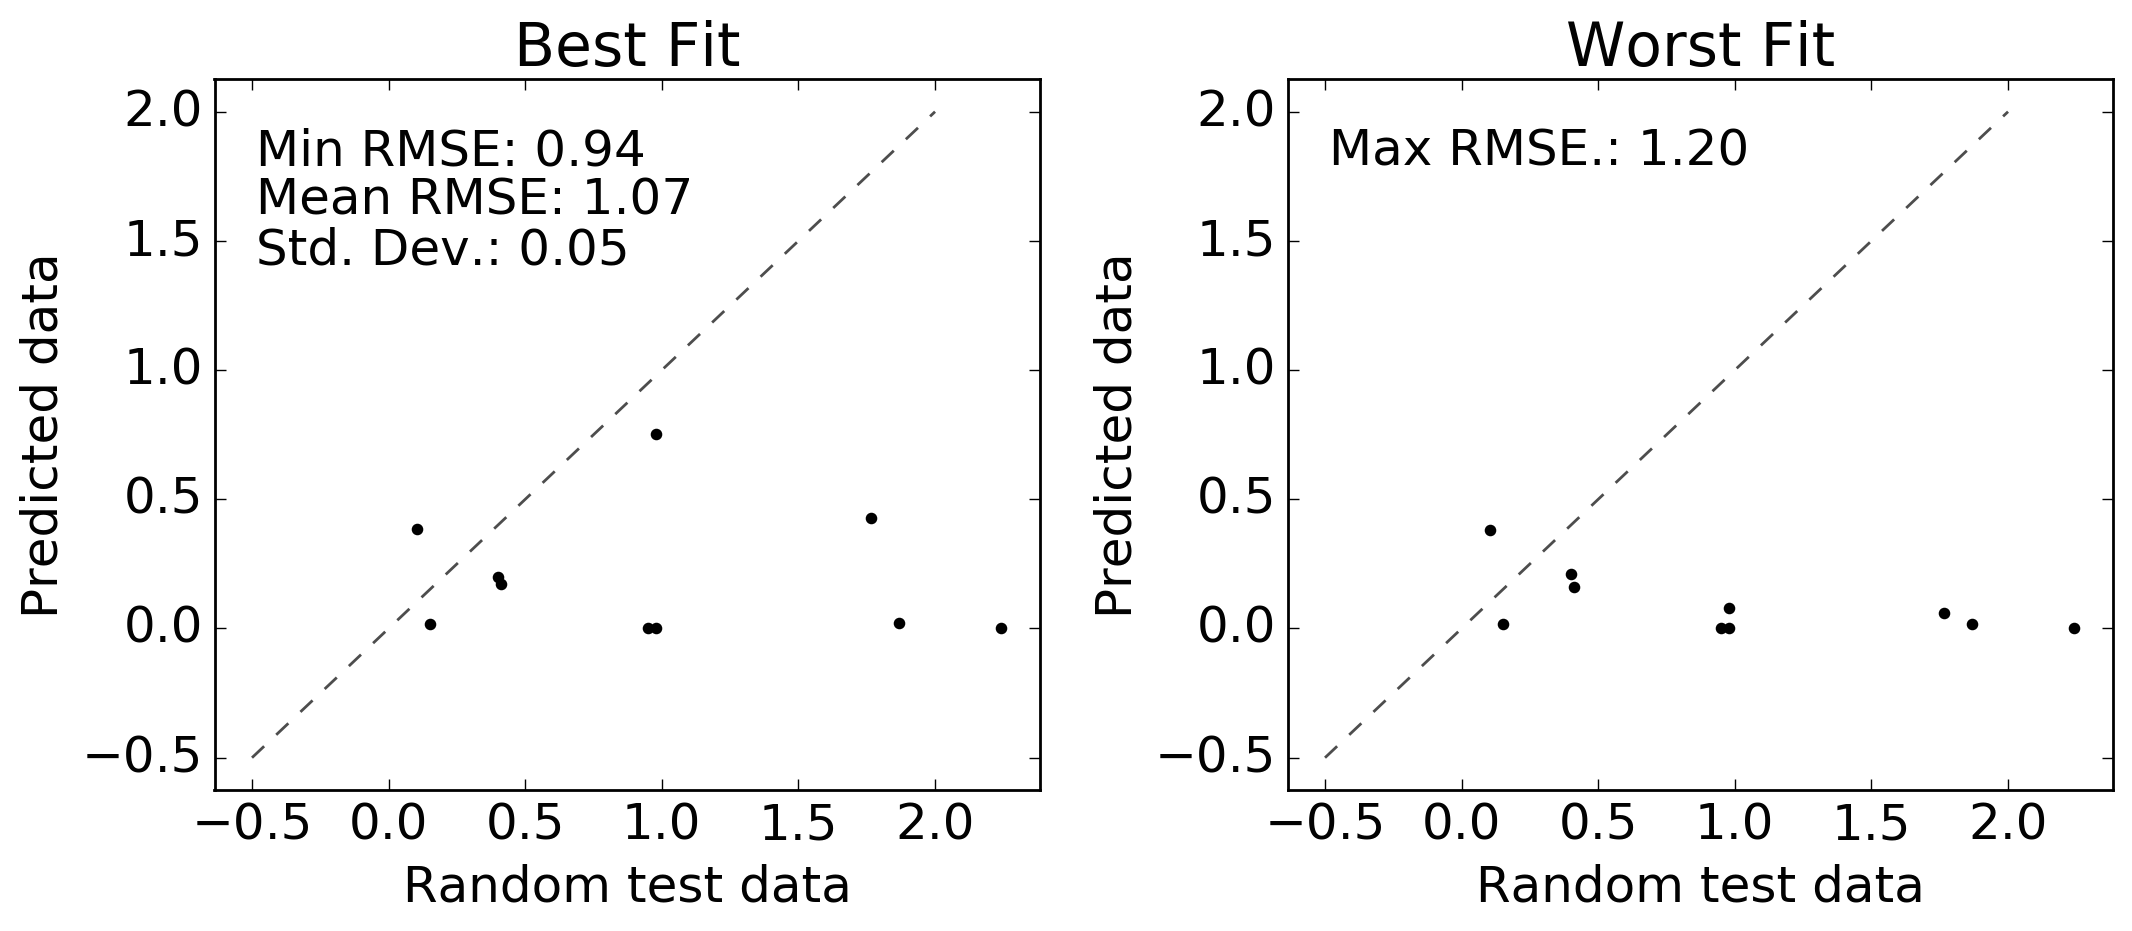 Best Fit
Min RMSE: 0.94
Mean RMSE: 1.07
Std. Dev.: 0.05
2.0
1.5
1.0
0.5
0.0
−0.5
Predicted data
−0.5 0.0 0.5 1.0 1.5 2.0
Random test data
Worst Fit
Max RMSE.: 1.20
2.0
1.5
1.0
0.5
0.0
−0.5
Predicted data
−0.5 0.0 0.5 1.0 1.5 2.0
Random test data